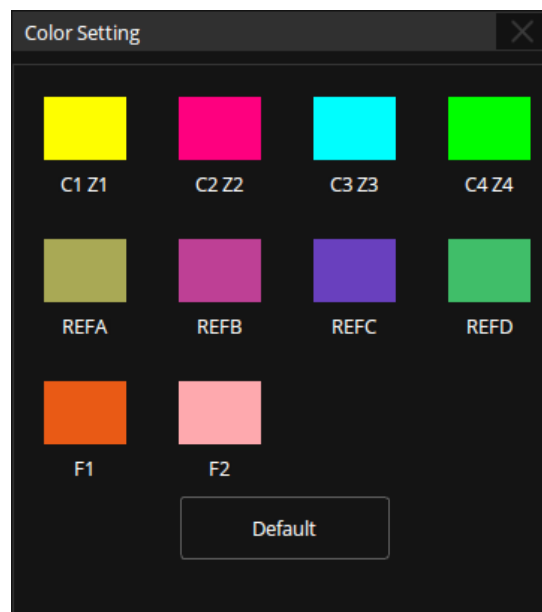 Color Setting
C1 Z1 C2 Z2 C3 Z3 C4 Z4
REFA REFB REFC REFD
F1 F2
Default